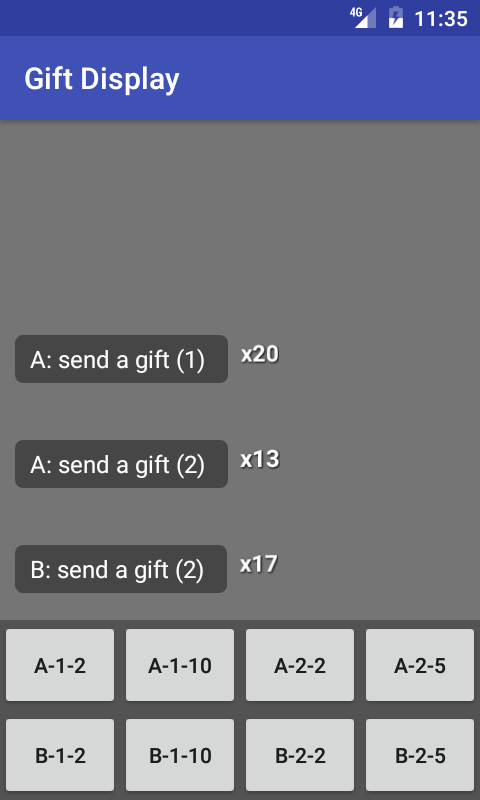 4G 11:35
Gift Display
A: send a gift (1) x20
A: send a gift (2) x13
B: send a gift (2) x17
A-1-2 A-1-10 A-2-2 A-2-5
B-1-2 B-1-10 B-2-2 B-2-5